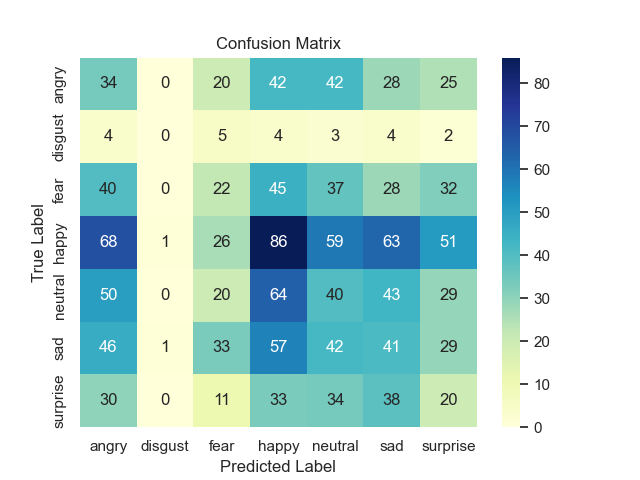 Confusion Matrix
True Label
angry 34 0 20 42 42 28 25
disgust 4 0 5 4 3 4 2
fear 40 0 22 45 37 28 32
happy 68 1 26 86 59 63 51
neutral 50 0 20 64 40 43 29
sad 46 1 33 57 42 41 29
surprise 30 0 11 33 34 38 20
angry disgust fear happy neutral sad surprise
Predicted Label
80
70
60
50
40
30
20
10
0